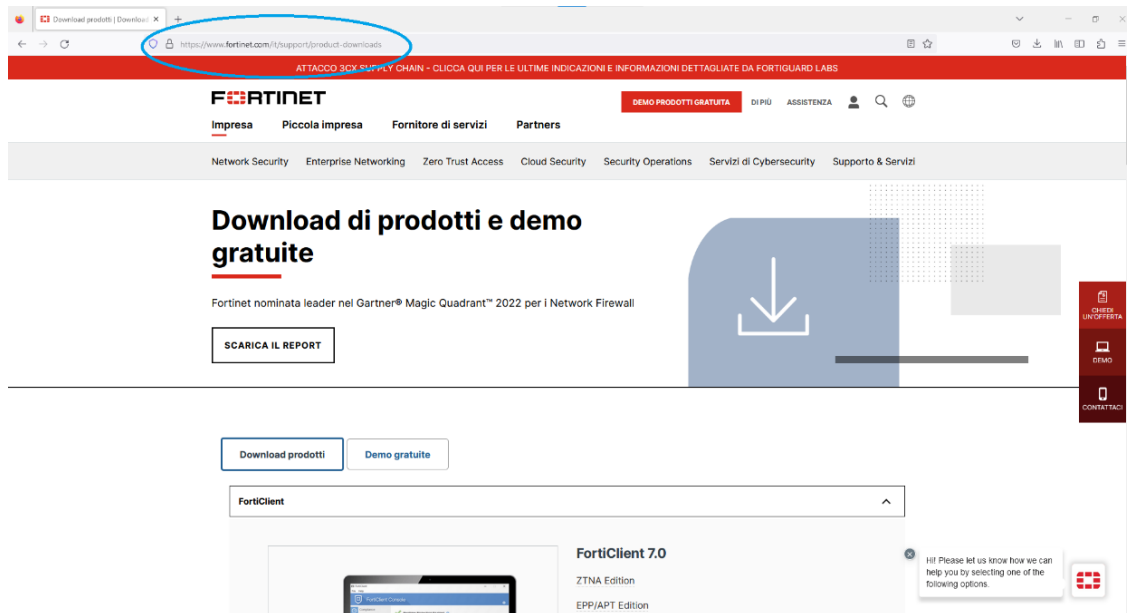 Download prodotti | Download
https://www.fortinet.com/it/support/product-downloads
ATTACCO 3CX SUPPLY CHAIN - CLICCA QUI PER LE ULTIME INDICAZIONI E INFORMAZIONI DETTAGLIATE DA FORTIGUARD LABS
FORTINET
DEMO PRODOTTI GRATUITA DI PIÙ ASSISTENZA
Impresa Piccola impresa Fornitore di servizi Partners
Network Security Enterprise Networking Zero Trust Access Cloud Security Security Operations Servizi di Cybersecurity Supporto & Servizi
Download di prodotti e demo
gratuite
Fortinet nominata leader nel Gartner® Magic Quadrant™ 2022 per i Network Firewall
SCARICA IL REPORT
CHIEDI
UN'OFFERTA
DEMO
CONTATTACI
Download prodotti Demo gratuite
FortiClient
FortiClient 7.0
ZTNA Edition
EPP/APT Edition
FortiClient Console
Hi! Please let us know how we can
help you by selecting one of the
following options.